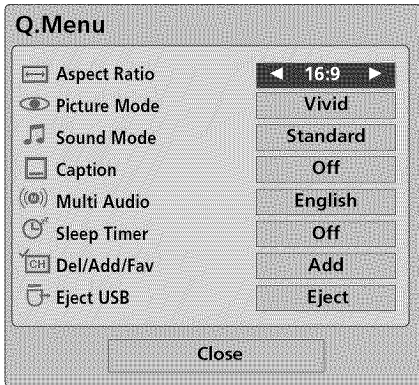 Q.Menu
Aspect Ratio ◄ 16:9 ►
Picture Mode Vivid
Sound Mode Standard
Caption Off
Multi Audio English
Sleep Timer Off
CH Del/Add/Fav Add
Eject USB Eject
Close